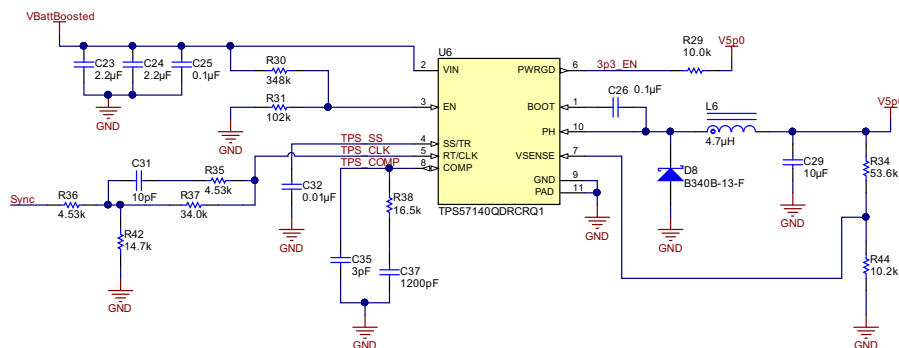 VBattBoosted
C23
2.2µF
C24
2.2µF
C25
0.1µF
GND
R30
348k
R31
102k
GND
U6
2
VIN
3
EN
4
SS/TR
5
RT/CLK
8
COMP
PWRGD
6
BOOT
1
PH
10
VSENSE
7
GND
9
PAD
11
TPS57140QDRCRQ1
TPS_SS
TPS_CLK
TPS_COMP
3p3_EN
R29
10.0k
V5p0
C26
0.1µF
L6
4.7µH
V5p0
D8
B340B-13-F
GND
C29
10µF
GND
R34
53.6k
R44
10.2k
GND
GND
Sync
R36
4.53k
C31
10pF
R35
4.53k
R37
34.0k
R42
14.7k
GND
C32
0.01µF
GND
R38
16.5k
C35
3pF
C37
1200pF
GND